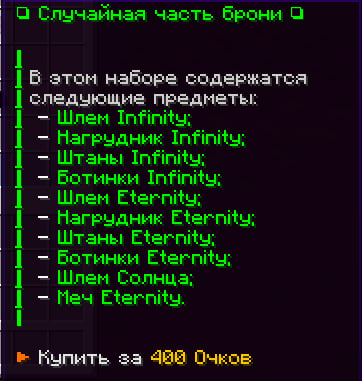 ❏ Случайная часть брони ❏
В этом наборе содержатся
следующие предметы:
- Шлем Infinity;
- Нагрудник Infinity;
- Штаны Infinity;
- Ботинки Infinity;
- Шлем Eternity;
- Нагрудник Eternity;
- Штаны Eternity;
- Ботинки Eternity;
- Шлем Солнца;
- Меч Eternity.
► Купить за 400 Очков